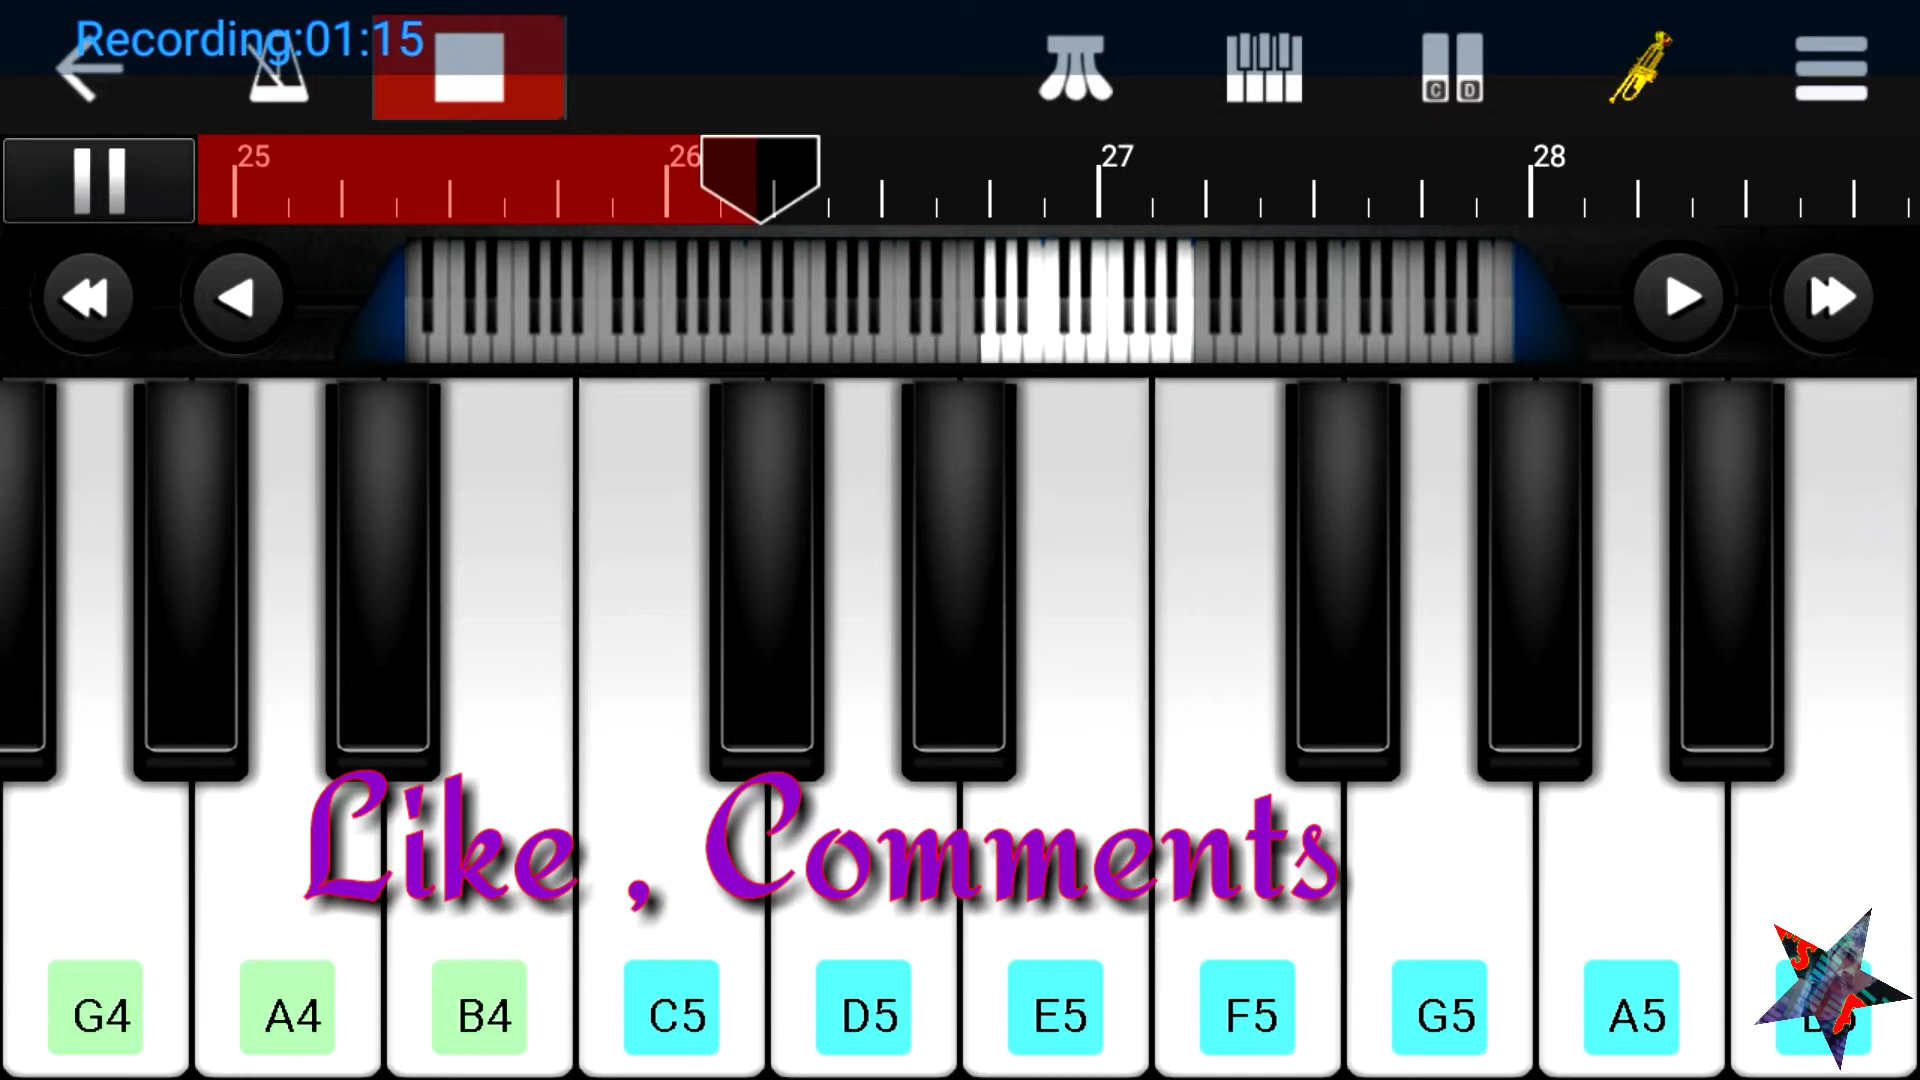 Recording:01:15
25 26 27 28
C D
Like , Comments
G4 A4 B4 C5 D5 E5 F5 G5 A5